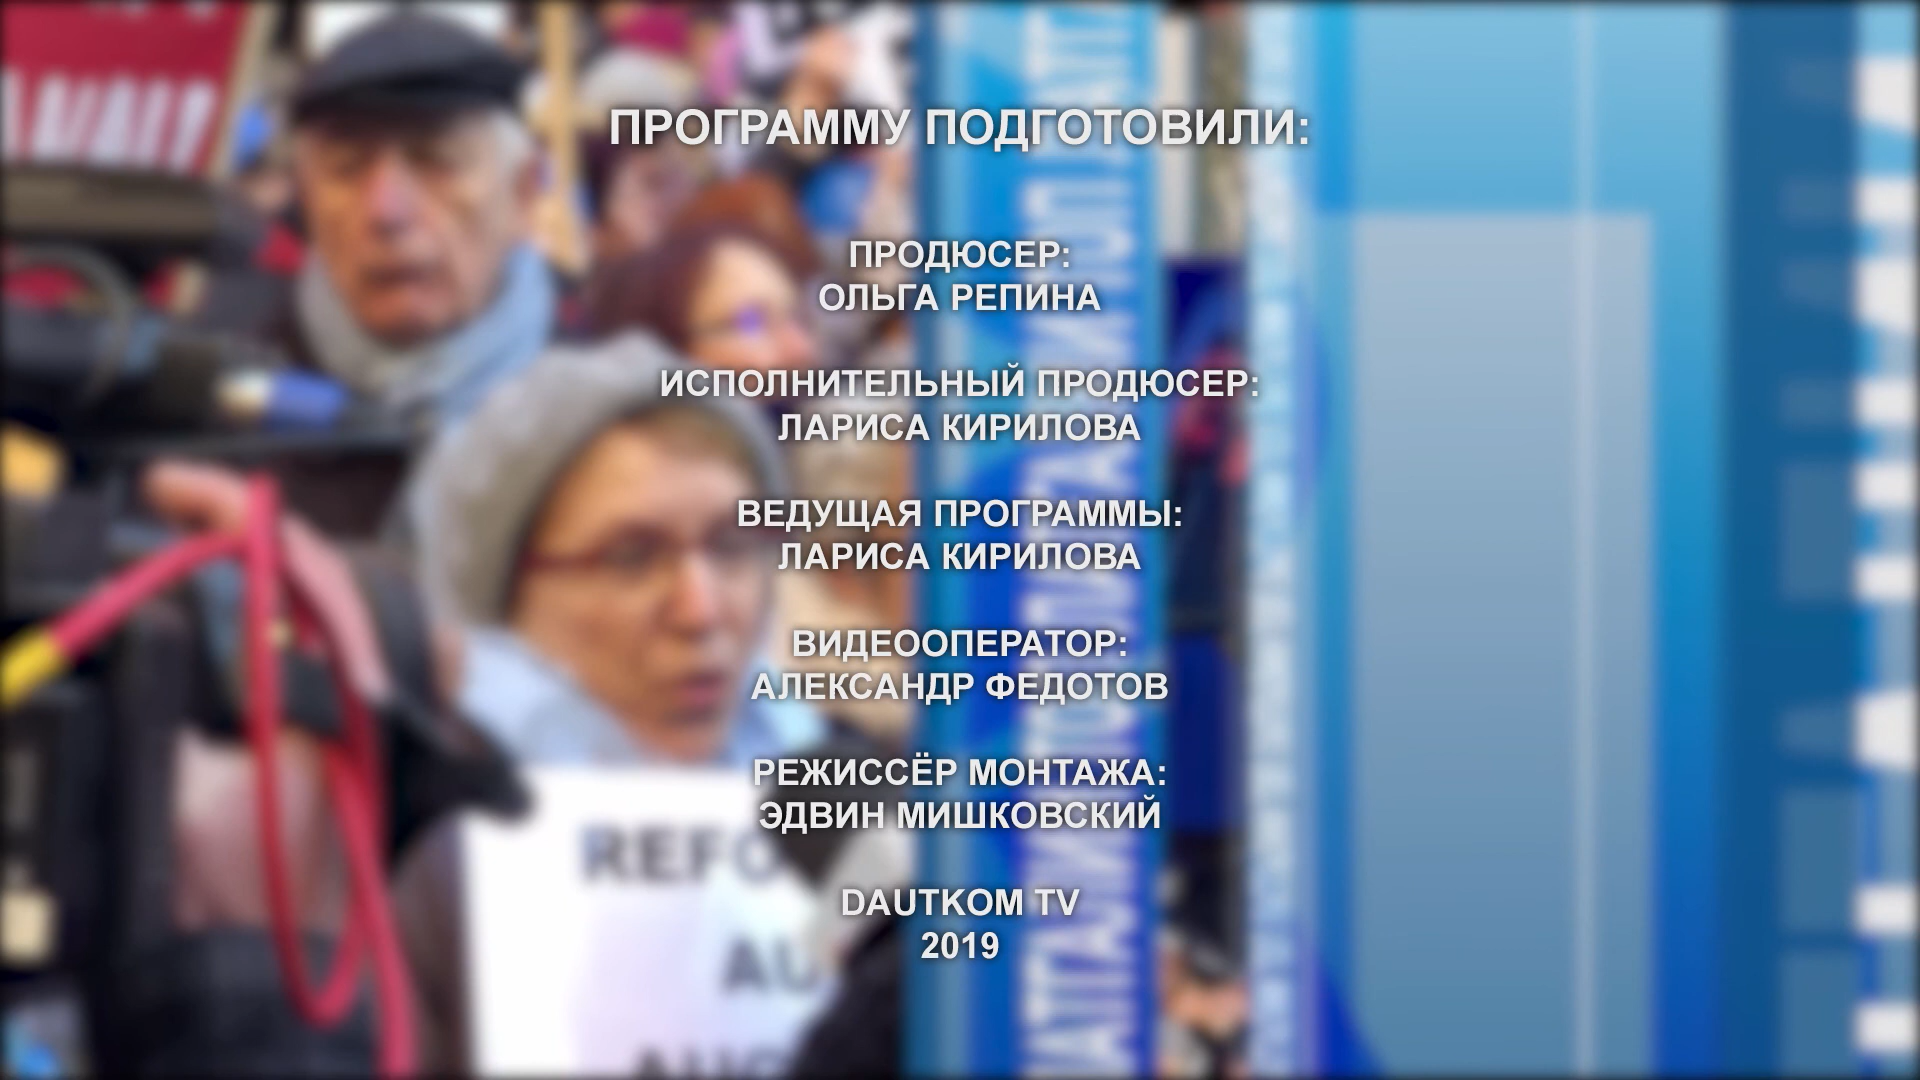 ПРОГРАММУ ПОДГОТОВИЛИ:
ПРОДЮСЕР:
ОЛЬГА РЕПИНА
ИСПОЛНИТЕЛЬНЫЙ ПРОДЮСЕР:
ЛАРИСА КИРИЛОВА
ВЕДУЩАЯ ПРОГРАММЫ:
ЛАРИСА КИРИЛОВА
ВИДЕООПЕРАТОР:
АЛЕКСАНДР ФЕДОТОВ
РЕЖИССЁР МОНТАЖА:
ЭДВИН МИШКОВСКИЙ
DAUTKOM TV
2019